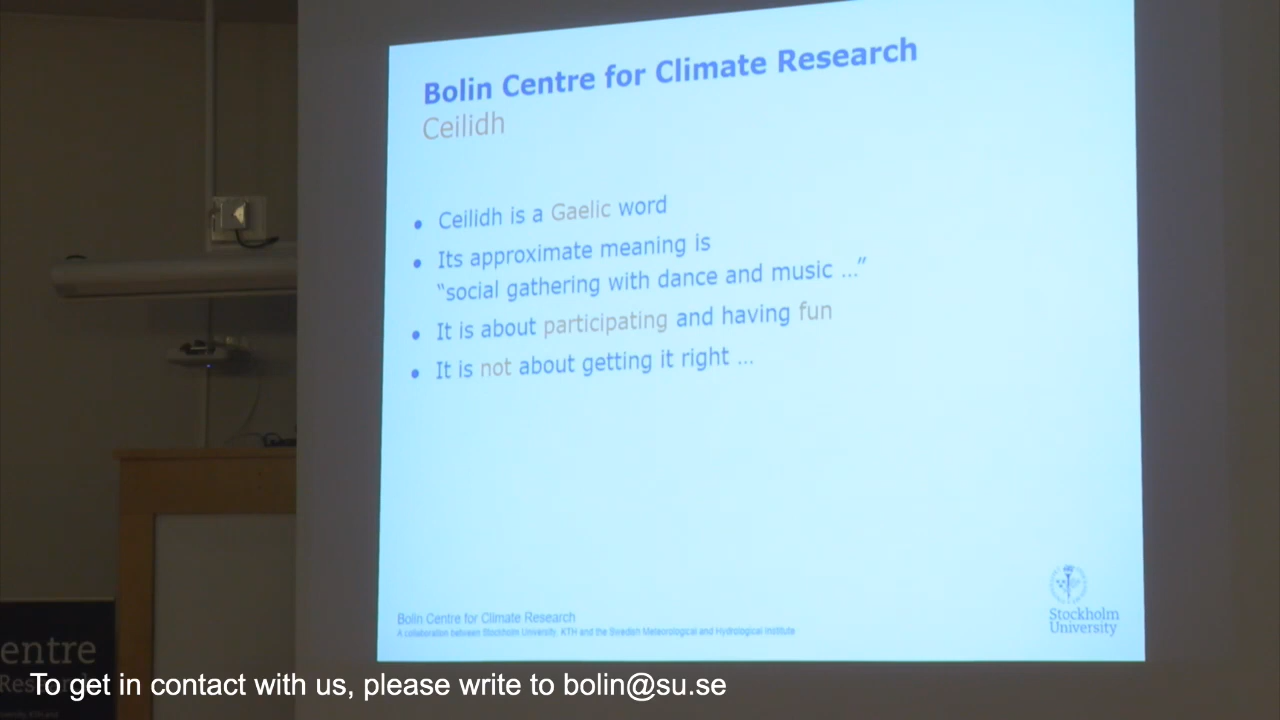 Bolin Centre for Climate Research
Ceilidh
• Ceilidh is a Gaelic word
• Its approximate meaning is
“social gathering with dance and music ...”
• It is about participating and having fun
• It is not about getting it right ...
Bolin Centre for Climate Research
A collaboration between Stockholm University, KTH and the Swedish Meteorological and Hydrological Institute
Stockholm
University
entre
To get in contact with us, please write to bolin@su.se